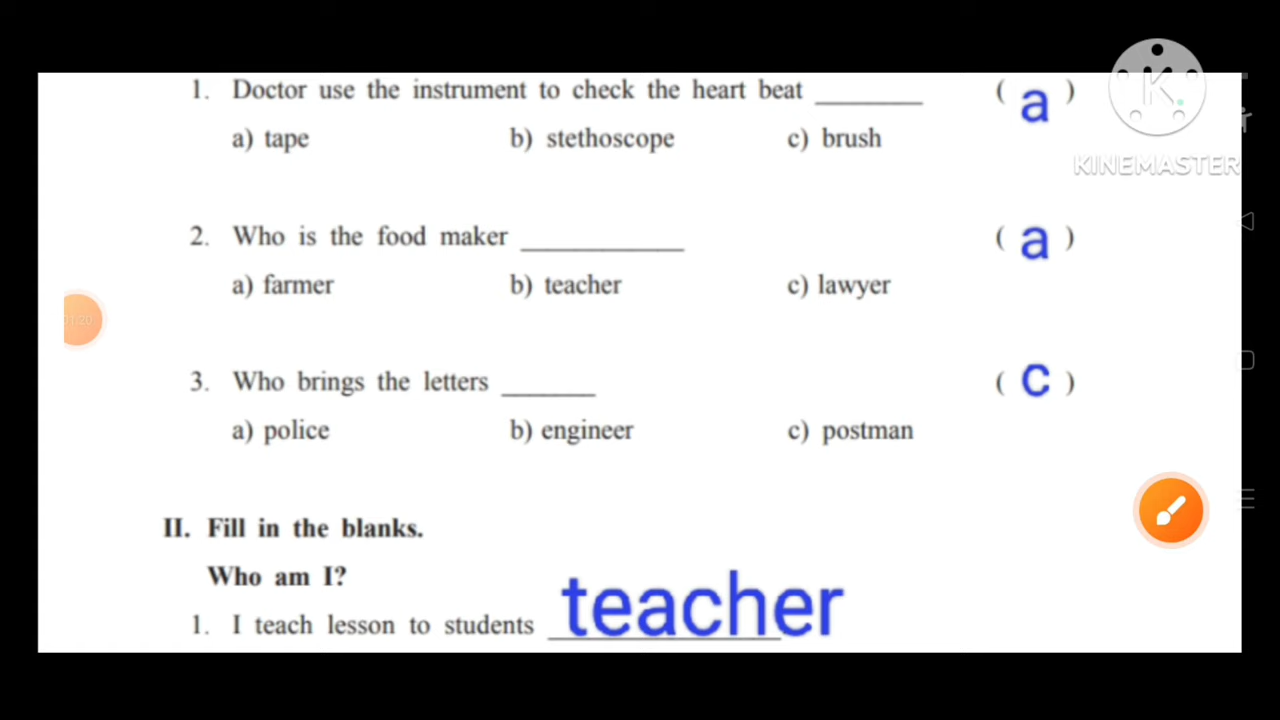 1. Doctor use the instrument to check the heart beat ________ ( a )
a) tape b) stethoscope c) brush
KINEMASTER
2. Who is the food maker ____________ ( a )
a) farmer b) teacher c) lawyer
01:20
3. Who brings the letters _______ ( c )
a) police b) engineer c) postman
II. Fill in the blanks.
Who am I?
1. I teach lesson to students teacher